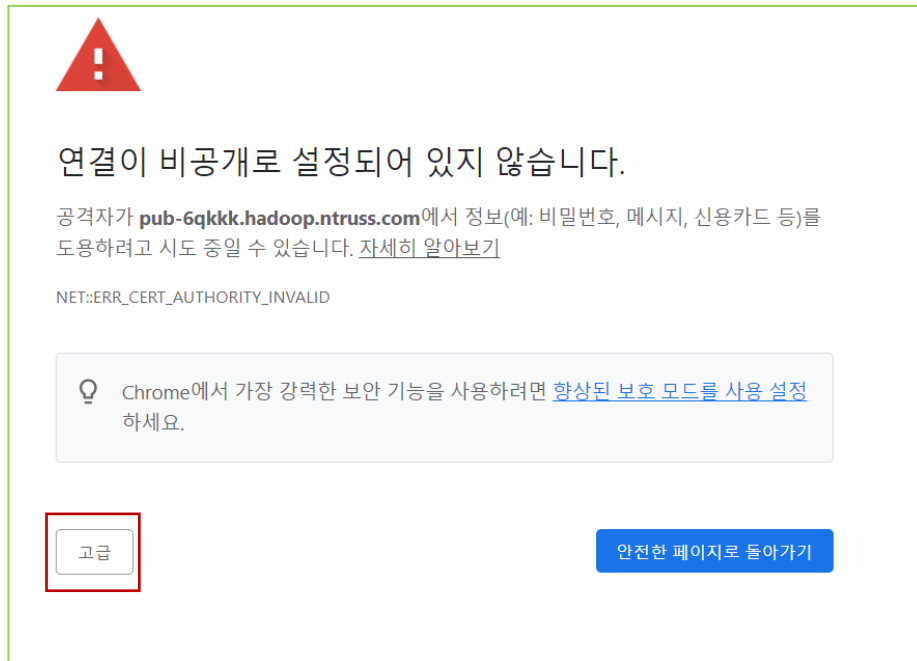 연결이 비공개로 설정되어 있지 않습니다.
공격자가 pub-6qkkk.hadoop.ntruss.com에서 정보(예: 비밀번호, 메시지, 신용카드 등)를
도용하려고 시도 중일 수 있습니다. 자세히 알아보기
NET::ERR_CERT_AUTHORITY_INVALID
Chrome에서 가장 강력한 보안 기능을 사용하려면 향상된 보호 모드를 사용 설정
하세요.
고급
안전한 페이지로 돌아가기